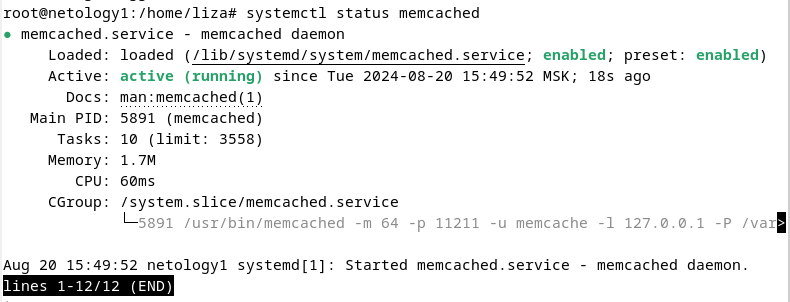 root@netology1:/home/liza# systemctl status memcached
● memcached.service - memcached daemon
     Loaded: loaded (/lib/systemd/system/memcached.service; enabled; preset: enabled)
     Active: active (running) since Tue 2024-08-20 15:49:52 MSK; 18s ago
       Docs: man:memcached(1)
   Main PID: 5891 (memcached)
      Tasks: 10 (limit: 3558)
     Memory: 1.7M
        CPU: 60ms
     CGroup: /system.slice/memcached.service
             └─5891 /usr/bin/memcached -m 64 -p 11211 -u memcache -l 127.0.0.1 -P /var>
Aug 20 15:49:52 netology1 systemd[1]: Started memcached.service - memcached daemon.
lines 1-12/12 (END)